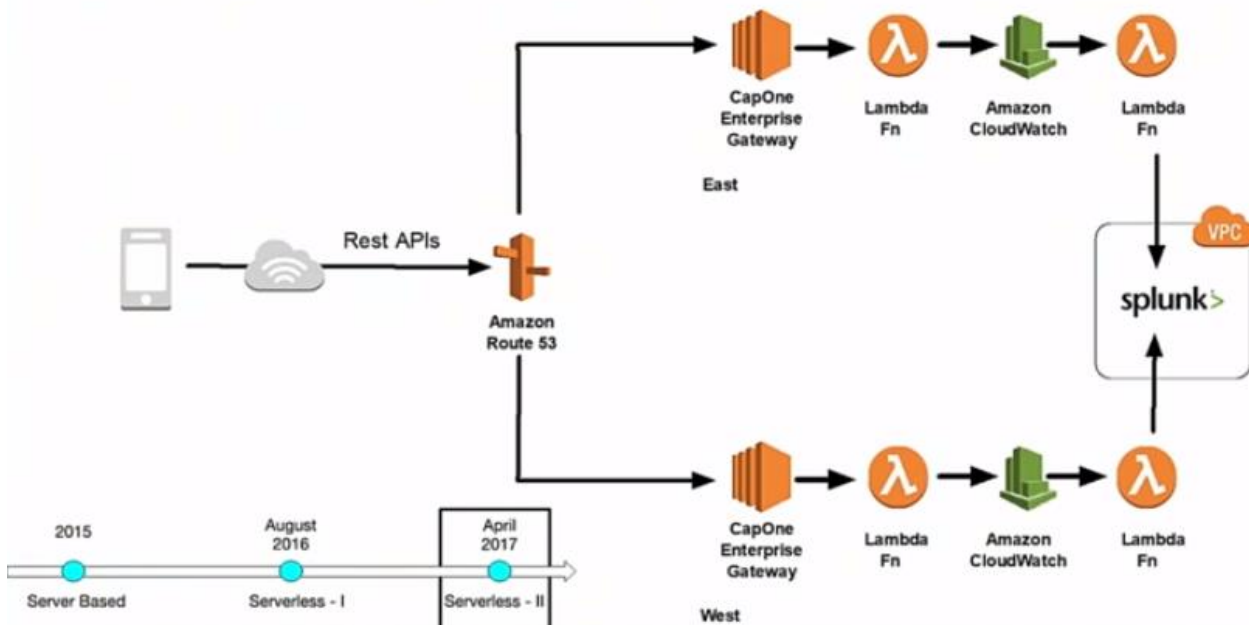 CapOne
Enterprise
Gateway
Lambda
Fn
Amazon
CloudWatch
Lambda
Fn
East
Rest APIs
Amazon
Route 53
VPC
splunk>
2015
August
2016
April
2017
Server Based
Serverless - I
Serverless - II
CapOne
Enterprise
Gateway
Lambda
Fn
Amazon
CloudWatch
Lambda
Fn
West